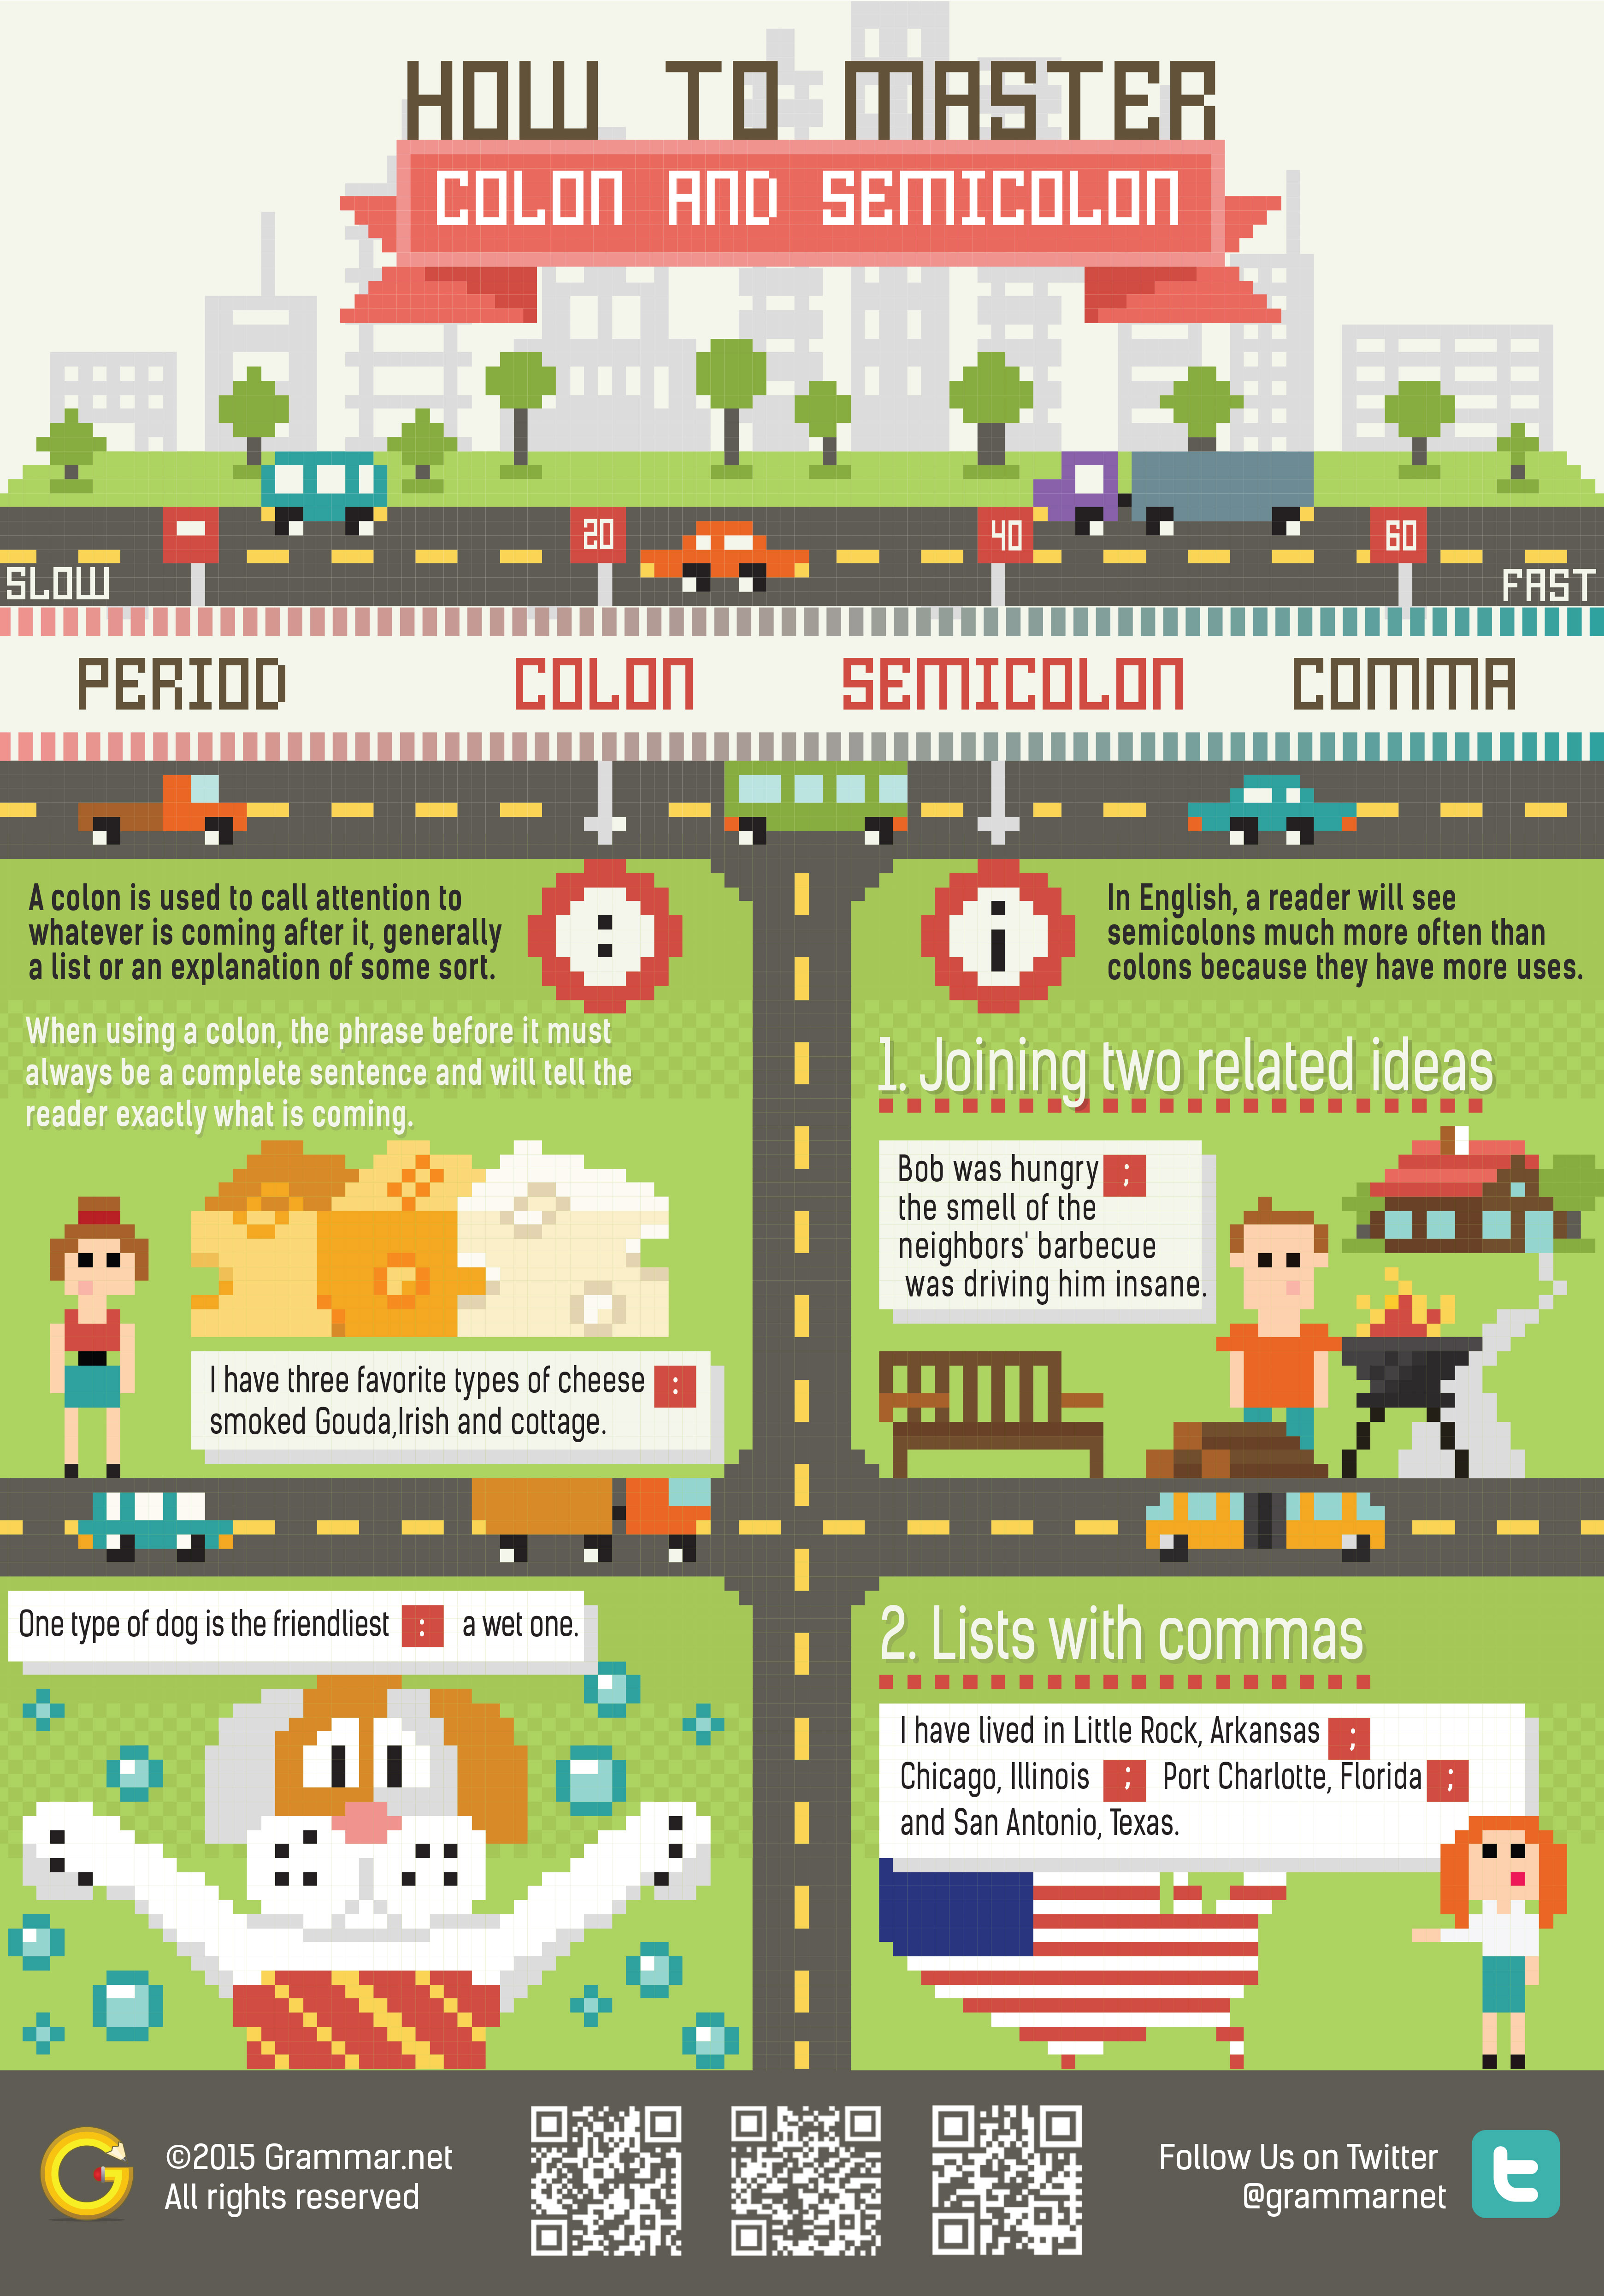 HOW TO MASTER
COLON AND SEMICOLON
20
40
60
SLOW
FAST
PERIOD
COLON
SEMICOLON
COMMA
A colon is used to call attention to
whatever is coming after it, generally
a list or an explanation of some sort.
:
When using a colon, the phrase before it must
always be a complete sentence and will tell the
reader exactly what is coming.
I have three favorite types of cheese :
smoked Gouda,Irish and cottage.
One type of dog is the friendliest : a wet one.
;
In English, a reader will see
semicolons much more often than
colons because they have more uses.
1. Joining two related ideas
Bob was hungry ;
the smell of the
neighbors' barbecue
was driving him insane.
2. Lists with commas
I have lived in Little Rock, Arkansas ;
Chicago, Illinois ; Port Charlotte, Florida ;
and San Antonio, Texas.
©2015 Grammar.net
All rights reserved
Follow Us on Twitter
@grammarnet
t